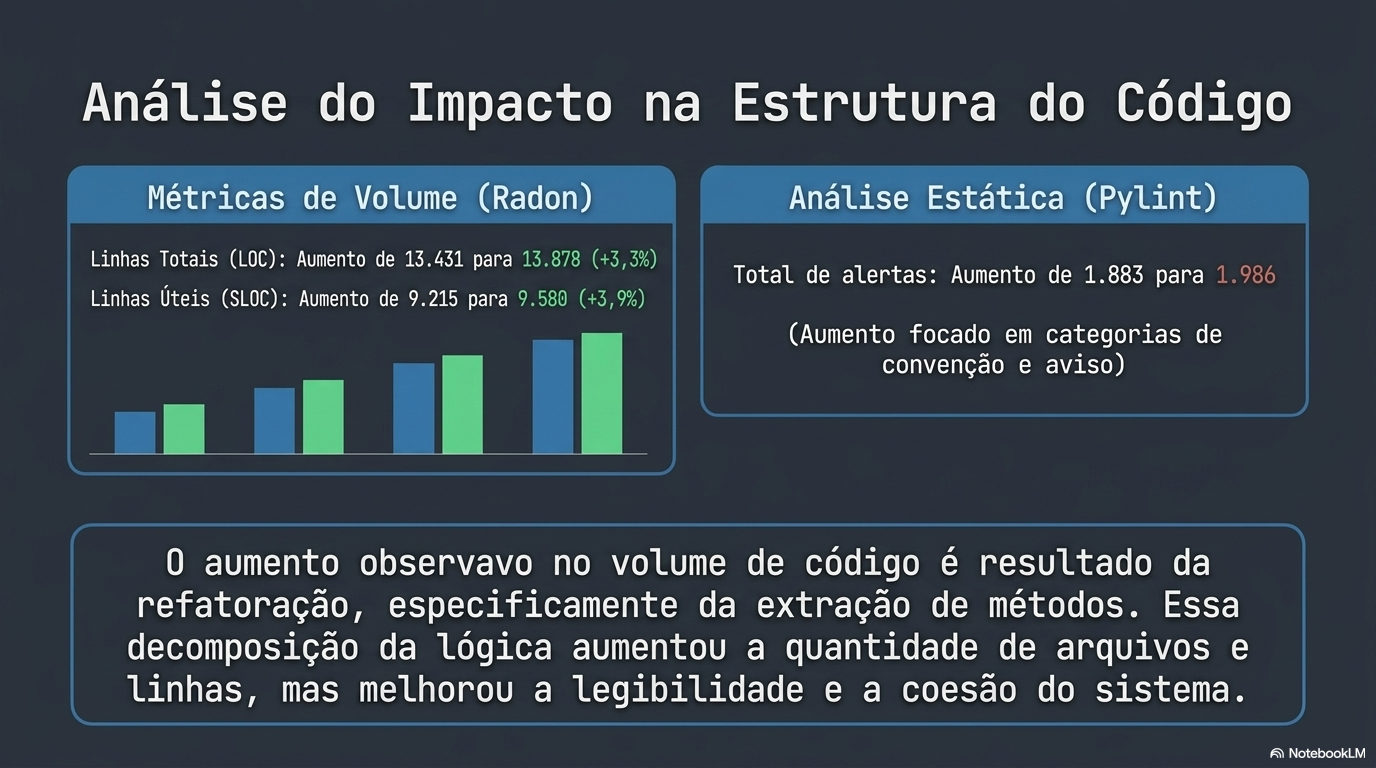 Análise do Impacto na Estrutura do Código
Métricas de Volume (Radon)
Linhas Totais (LOC): Aumento de 13.431 para 13.878 (+3,3%)
Linhas Úteis (SLOC): Aumento de 9.215 para 9.580 (+3,9%)
Análise Estática (Pylint)
Total de alertas: Aumento de 1.883 para 1.986
(Aumento focado em categorias de
convenção e aviso)
O aumento observavo no volume de código é resultado da
refatoração, especificamente da extração de métodos. Essa
decomposição da lógica aumentou a quantidade de arquivos e
linhas, mas melhorou a legibilidade e a coesão do sistema.
NotebookLM